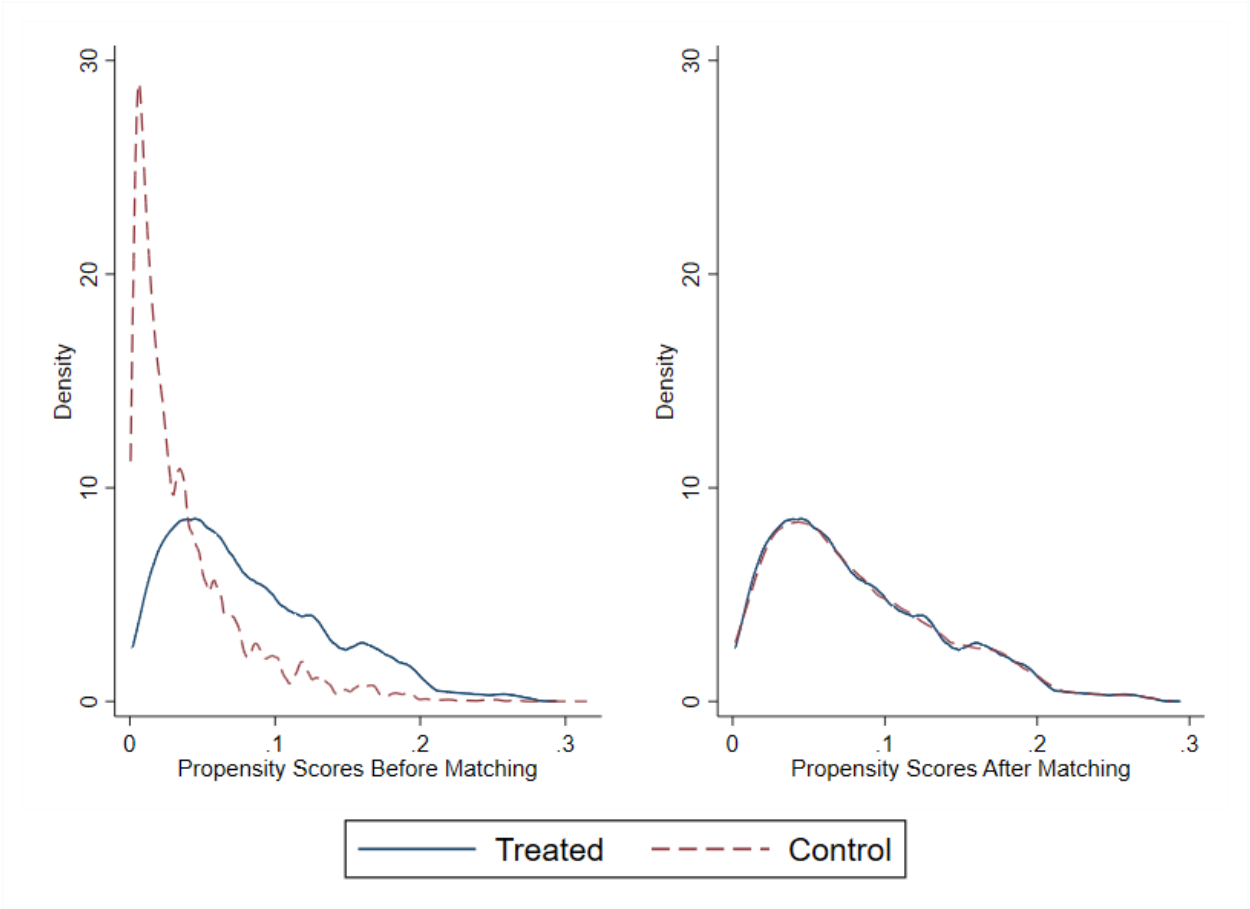 30
20
10
0
Density
0 .1 .2 .3
Propensity Scores Before Matching
30
20
10
0
Density
0 .1 .2 .3
Propensity Scores After Matching
Treated Control